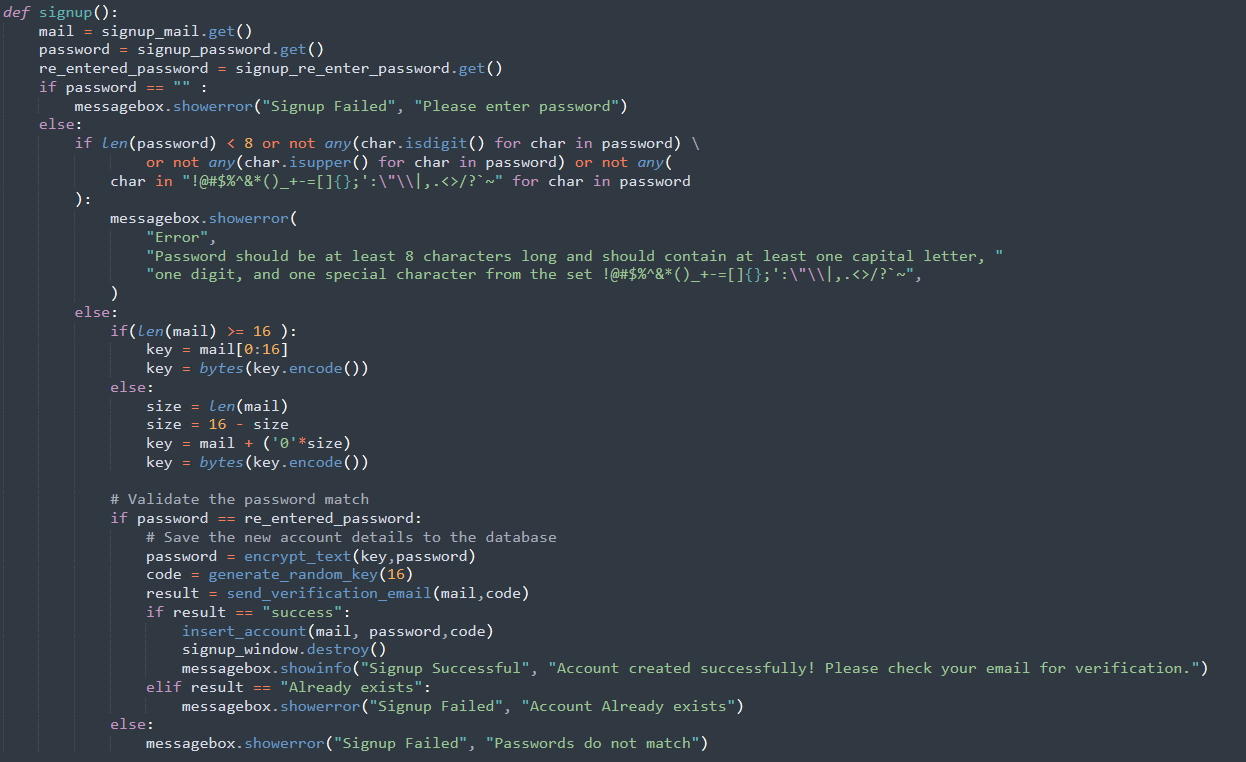 def signup():
    mail = signup_mail.get()
    password = signup_password.get()
    re_entered_password = signup_re_enter_password.get()
    if password == "" :
        messagebox.showerror("Signup Failed", "Please enter password")
    else:
        if len(password) < 8 or not any(char.isdigit() for char in password) \
                or not any(char.isupper() for char in password) or not any(
            char in "!@#$%^&*()_+-=[]{};':\"\\|,.<>/?`~" for char in password
        ):
            messagebox.showerror(
                "Error",
                "Password should be at least 8 characters long and should contain at least one capital letter, "
                "one digit, and one special character from the set !@#$%^&*()_+-=[]{};':\"\\|,.<>/?`~",
            )
        else:
            if(len(mail) >= 16 ):
                key = mail[0:16]
                key = bytes(key.encode())
            else:
                size = len(mail)
                size = 16 - size
                key = mail + ('0'*size)
                key = bytes(key.encode())

            # Validate the password match
            if password == re_entered_password:
                # Save the new account details to the database
                password = encrypt_text(key,password)
                code = generate_random_key(16)
                result = send_verification_email(mail,code)
                if result == "success":
                    insert_account(mail, password,code)
                    signup_window.destroy()
                    messagebox.showinfo("Signup Successful", "Account created successfully! Please check your email for verification.")
                elif result == "Already exists":
                    messagebox.showerror("Signup Failed", "Account Already exists")
            else:
                messagebox.showerror("Signup Failed", "Passwords do not match")